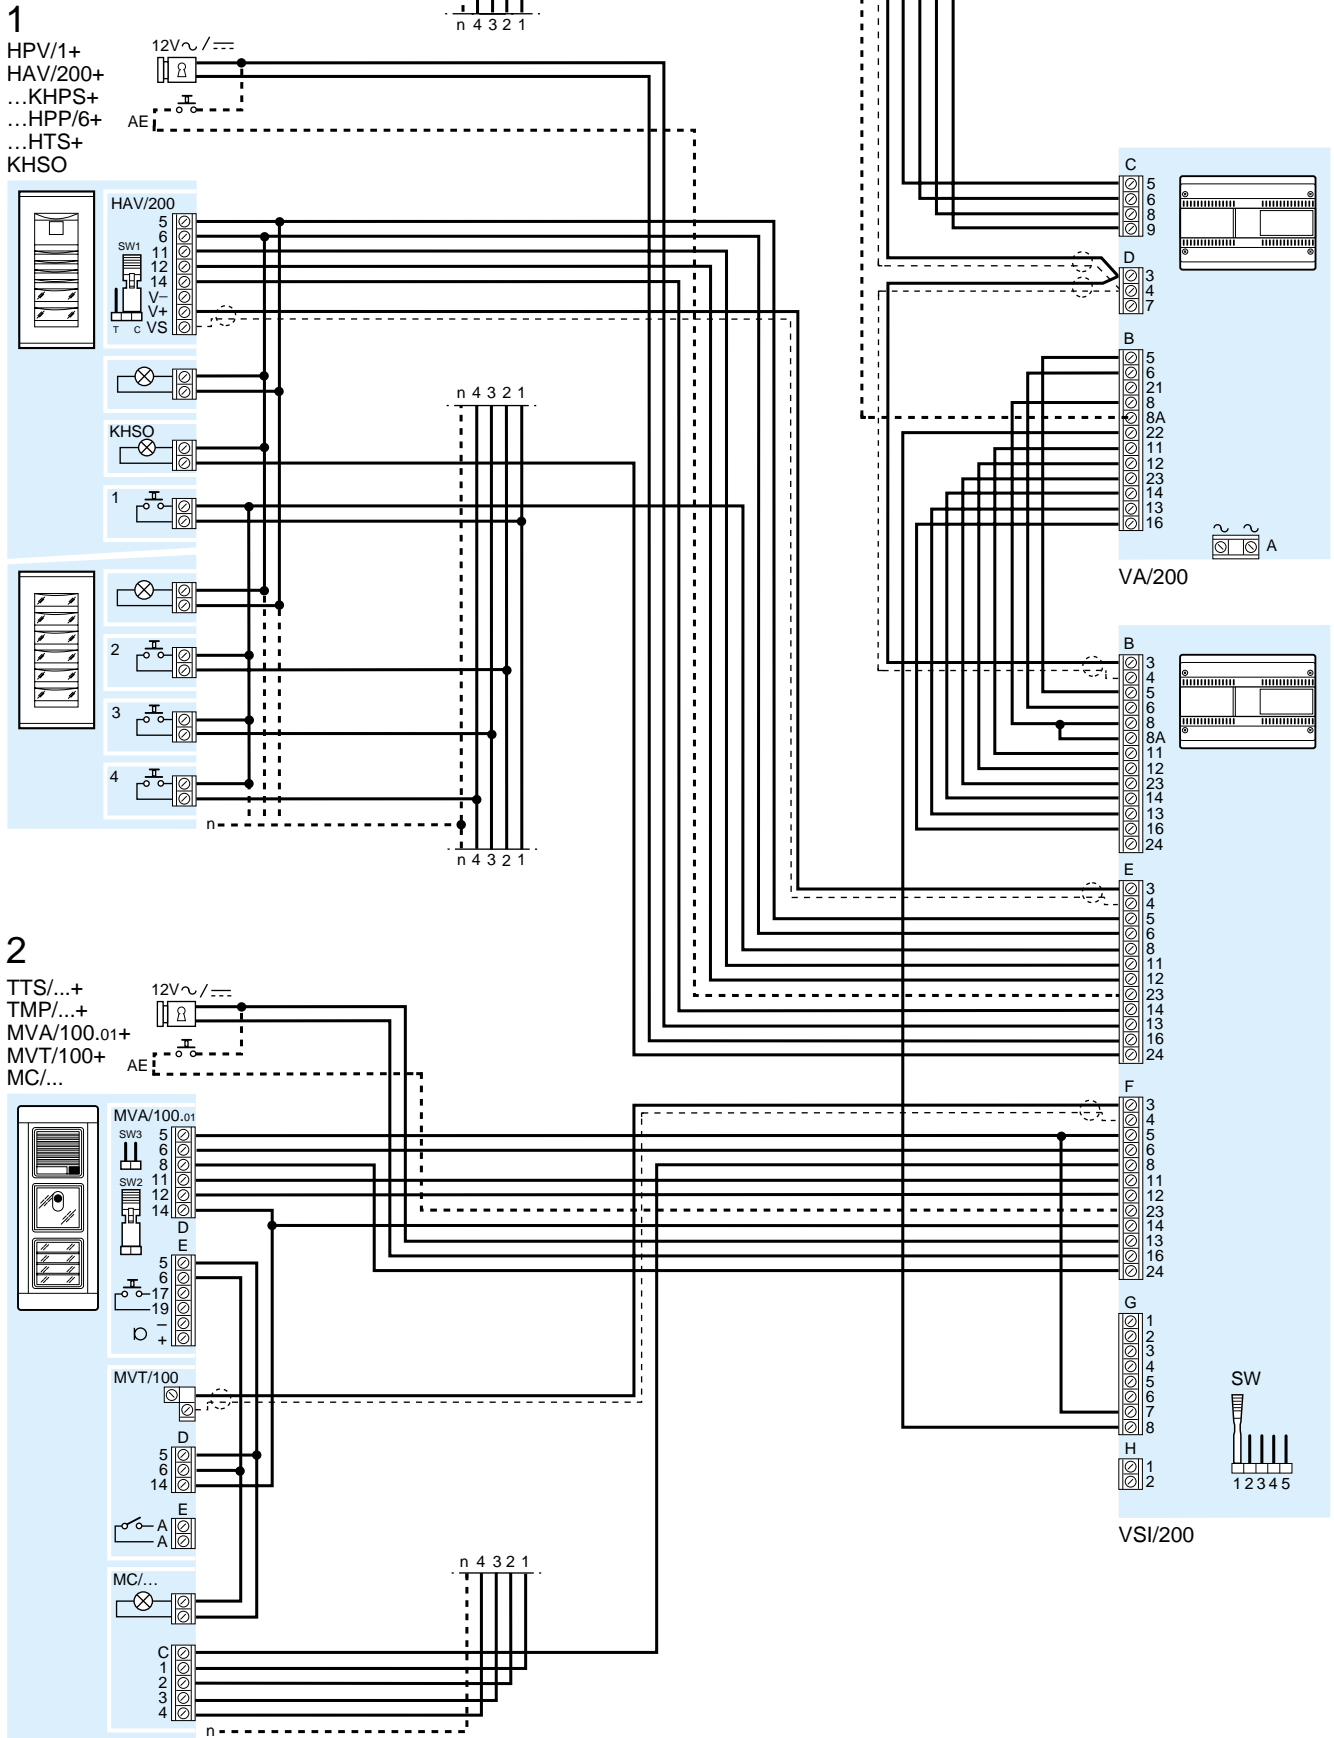 n 4 3 2 1
1
HPV/1+
HAV/200+
...KHPS+
...HPP/6+
...HTS+
KHSO
12V~/⎓
AE
HAV/200
5
6
SW1
11
12
14
V–
V+
T C VS
KHSO
1
2
3
4
n
n 4 3 2 1
n 4 3 2 1
C
5
6
8
9
D
3
4
7
B
5
6
21
8
8A
22
11
12
23
14
13
16
~ ~
A
VA/200
B
3
4
5
6
8
8A
11
12
23
14
13
16
24
E
3
4
5
6
8
11
12
23
14
13
16
24
F
3
4
5
6
8
11
12
23
14
13
16
24
G
1
2
3
4
5
6
7
8
H
1
2
SW
1 2 3 4 5
VSI/200
2
TTS/...+
TMP/...+
MVA/100.01+
MVT/100+
MC/...
12V~/⎓
AE
MVA/100.01
SW3
5
6
8
11
SW2
12
14
D
E
5
6
17
19
–
+
MVT/100
D
5
6
14
E
A
A
MC/...
C
1
2
3
4
n
n 4 3 2 1